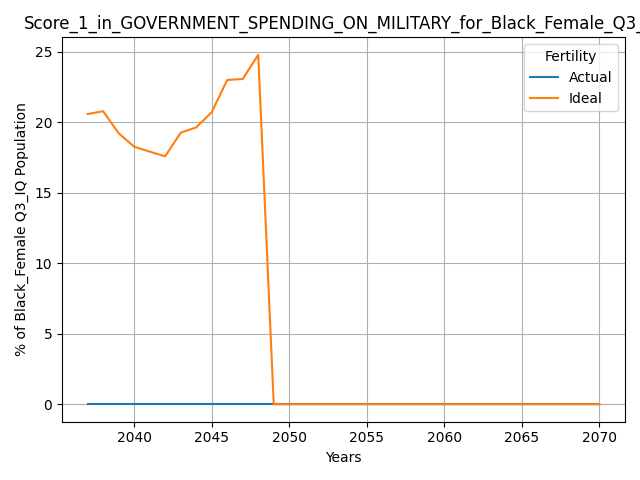 Score_1_in_GOVERNMENT_SPENDING_ON_MILITARY_for_Black_Female_Q3_
Fertility
Actual
Ideal
% of Black_Female Q3_IQ Population
25
20
15
10
5
0
2040 2045 2050 2055 2060 2065 2070
Years